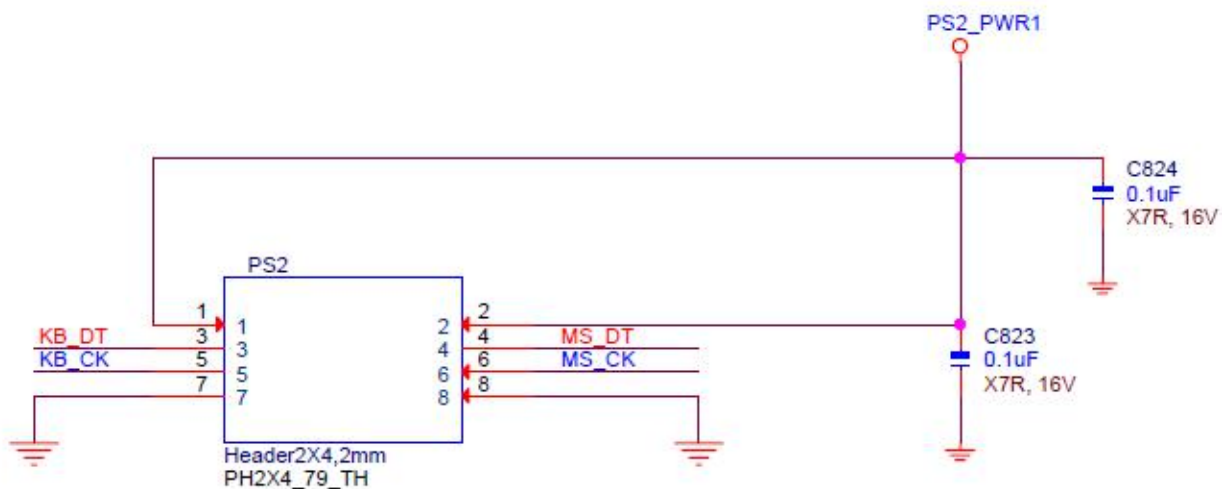 PS2_PWR1
C824
0.1uF
X7R, 16V
PS2
1 1 2 2
KB_DT 3 3 4 4 MS_DT
KB_CK 5 5 6 6 MS_CK
7 7 8 8
C823
0.1uF
X7R, 16V
Header2X4,2mm
PH2X4_79_TH